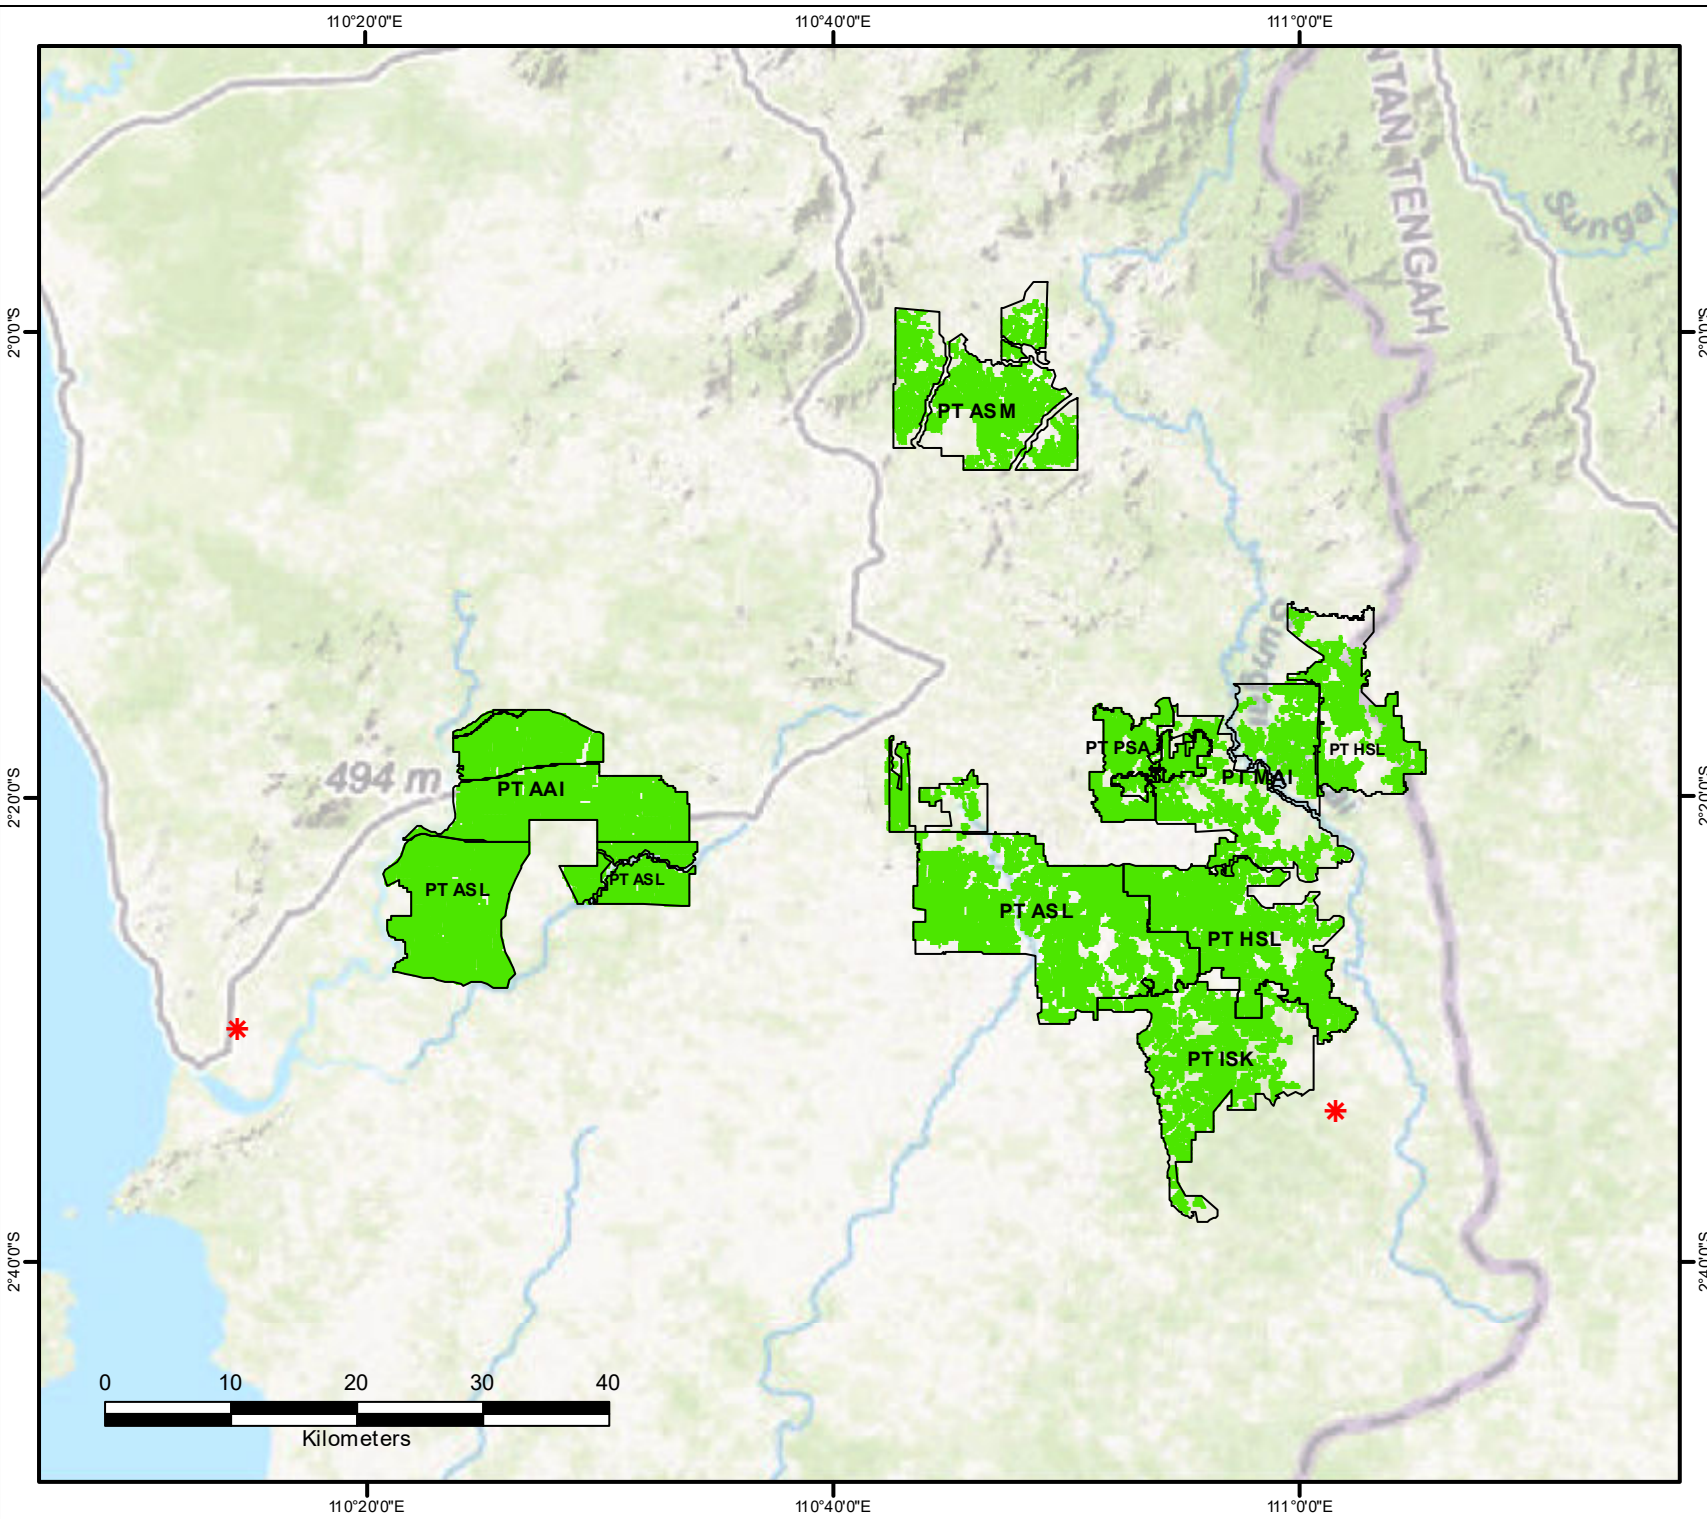 110°20'0"E 110°40'0"E 111°0'0"E
NTAN TENGAH
Sungai
2°0'0"S 2°0'0"S
PT ASM
PT PSA
PT MAI
PT HSL
494 m
PT AAI
2°20'0"S 2°20'0"S
PT ASL
PT ASL
PT ASL
PT HSL
PT ISK
2°40'0"S 2°40'0"S
0 10 20 30 40
Kilometers
110°20'0"E 110°40'0"E 111°0'0"E